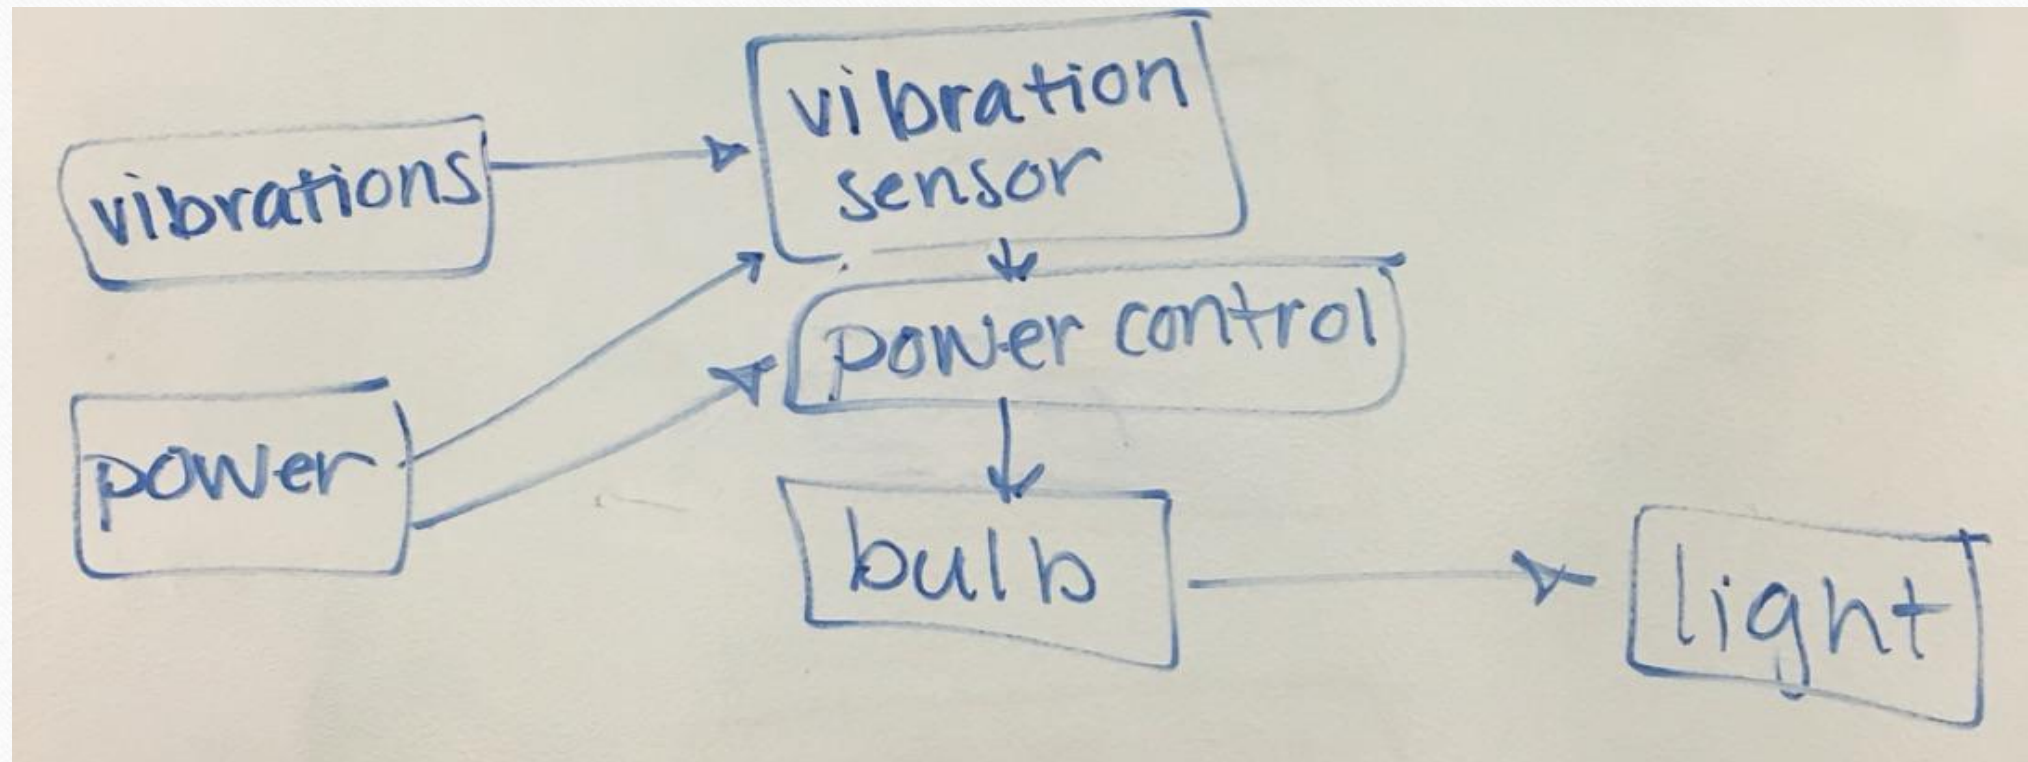 vibrations
vibration
sensor
power control
power
bulb
light